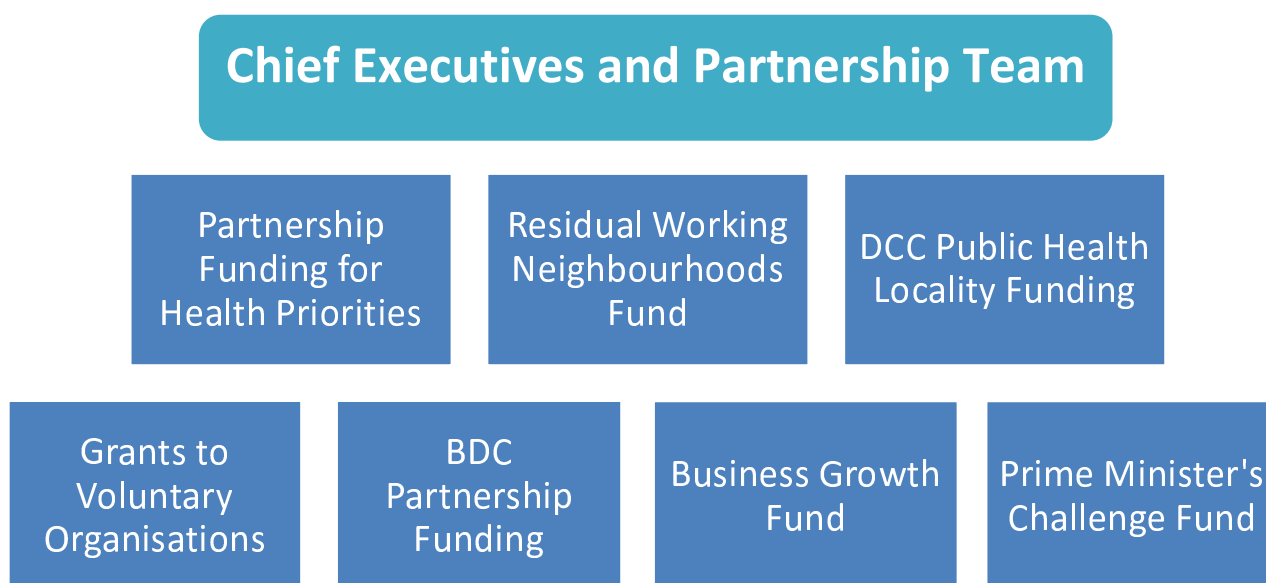 Chief Executives and Partnership Team
Partnership
Funding for
Health Priorities
Residual Working
Neighbourhoods
Fund
DCC Public Health
Locality Funding
Grants to
Voluntary
Organisations
BDC
Partnership
Funding
Business Growth
Fund
Prime Minister's
Challenge Fund